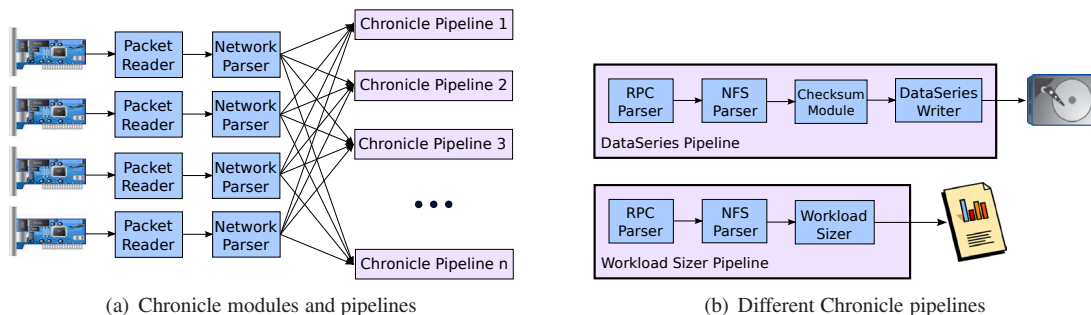 Packet
Reader
Network
Parser
Packet
Reader
Network
Parser
Packet
Reader
Network
Parser
Packet
Reader
Network
Parser
Chronicle Pipeline 1
Chronicle Pipeline 2
Chronicle Pipeline 3
Chronicle Pipeline n
(a) Chronicle modules and pipelines
RPC
Parser
NFS
Parser
Checksum
Module
DataSeries
Writer
DataSeries Pipeline
RPC
Parser
NFS
Parser
Workload
Sizer
Workload Sizer Pipeline
(b) Different Chronicle pipelines